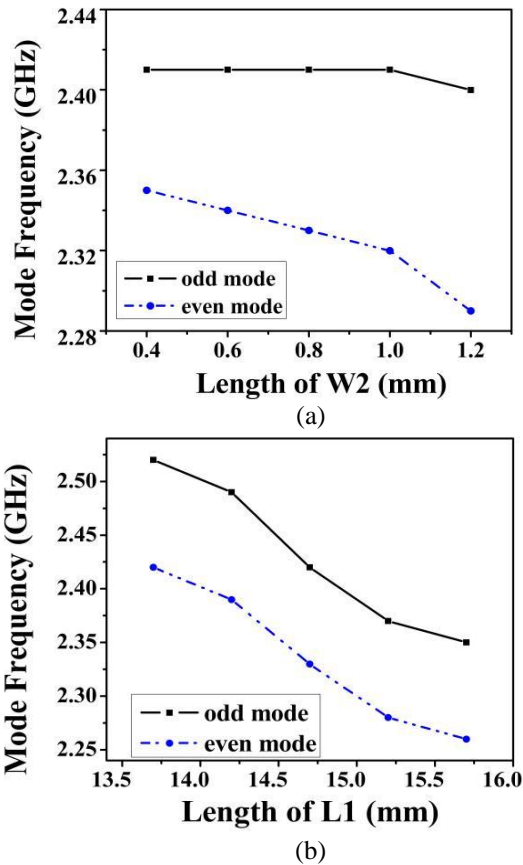 Mode Frequency (GHz)
2.44
2.40
2.36
2.32
2.28
odd mode
even mode
0.4 0.6 0.8 1.0 1.2
Length of W2 (mm)
(a)
Mode Frequency (GHz)
2.50
2.45
2.40
2.35
2.30
2.25
odd mode
even mode
13.5 14.0 14.5 15.0 15.5 16.0
Length of L1 (mm)
(b)